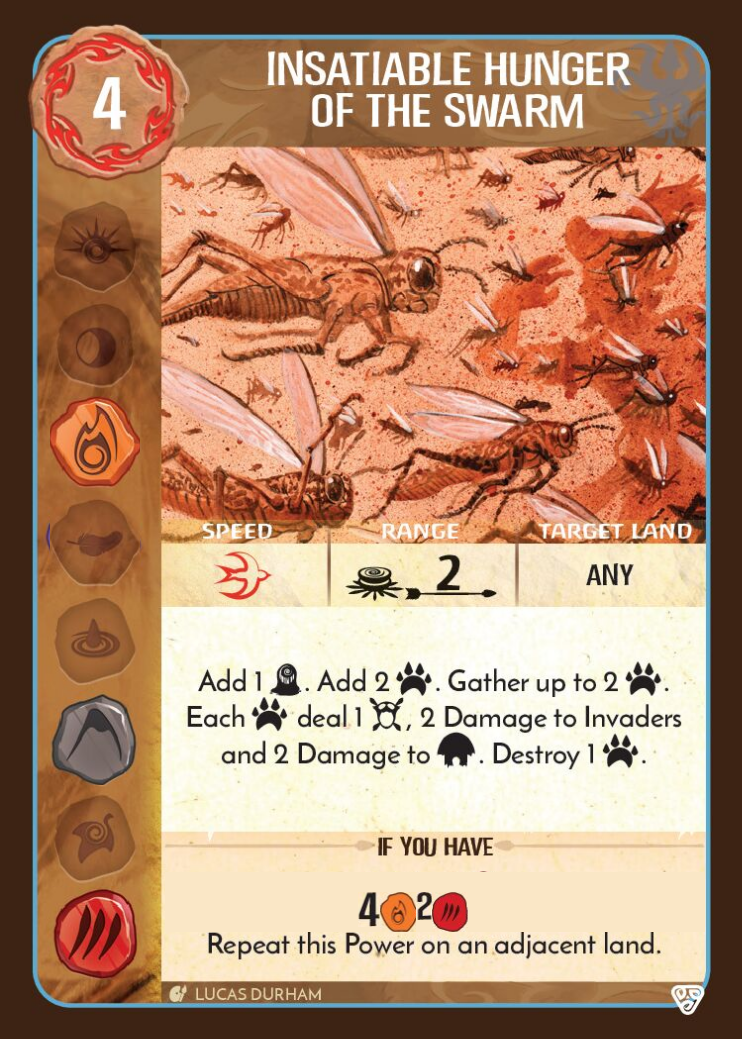 4
INSATIABLE HUNGER
OF THE SWARM
SPEED RANGE TARGET LAND
2 ANY
Add 1 . Add 2 . Gather up to 2 .
Each deal 1 , 2 Damage to Invaders
and 2 Damage to . Destroy 1 .
IF YOU HAVE
4 2
Repeat this Power on an adjacent land.
LUCAS DURHAM